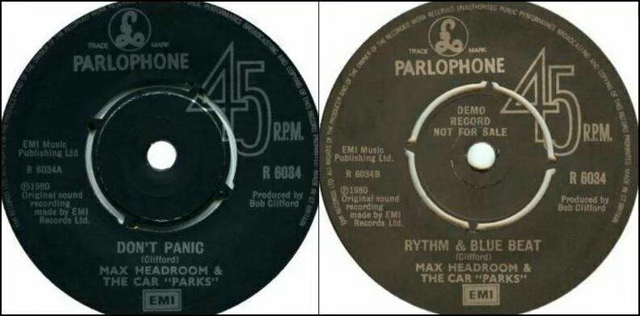 TRADE MARK
PARLOPHONE
45
R.P.M.
EMI Music
Publishing Ltd
R 6034A
R 6034
℗1980
Original sound
recording
made by EMI
Records Ltd.
Produced by
Bob Clifford
DON'T PANIC
(Clifford)
MAX HEADROOM &
THE CAR "PARKS"
EMI
TRADE MARK
PARLOPHONE
45
R.P.M.
DEMO
RECORD
NOT FOR SALE
EMI Music
Publishing Ltd.
R 6034B
R 6034
℗1980
Original sound
recording
made by EMI
Records Ltd.
Produced by
Bob Clifford
RYTHM & BLUE BEAT
(Clifford)
MAX HEADROOM &
THE CAR "PARKS"
EMI